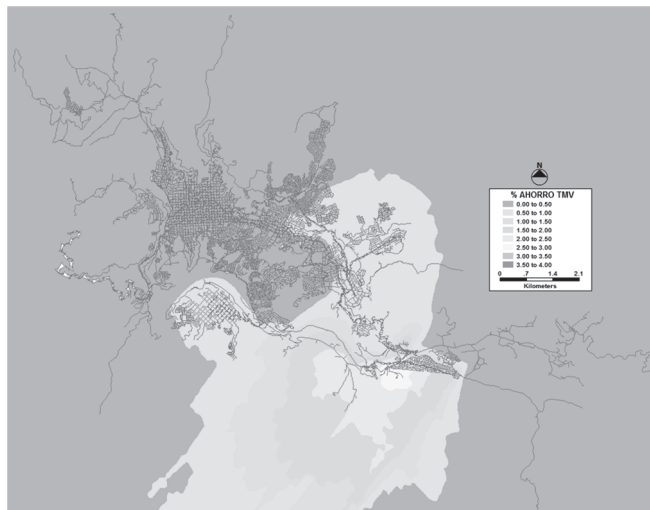 N
% AHORRO TMV
0.00 to 0.50
0.50 to 1.00
1.00 to 1.50
1.50 to 2.00
2.00 to 2.50
2.50 to 3.00
3.00 to 3.50
3.50 to 4.00
0 .7 1.4 2.1
Kilometers